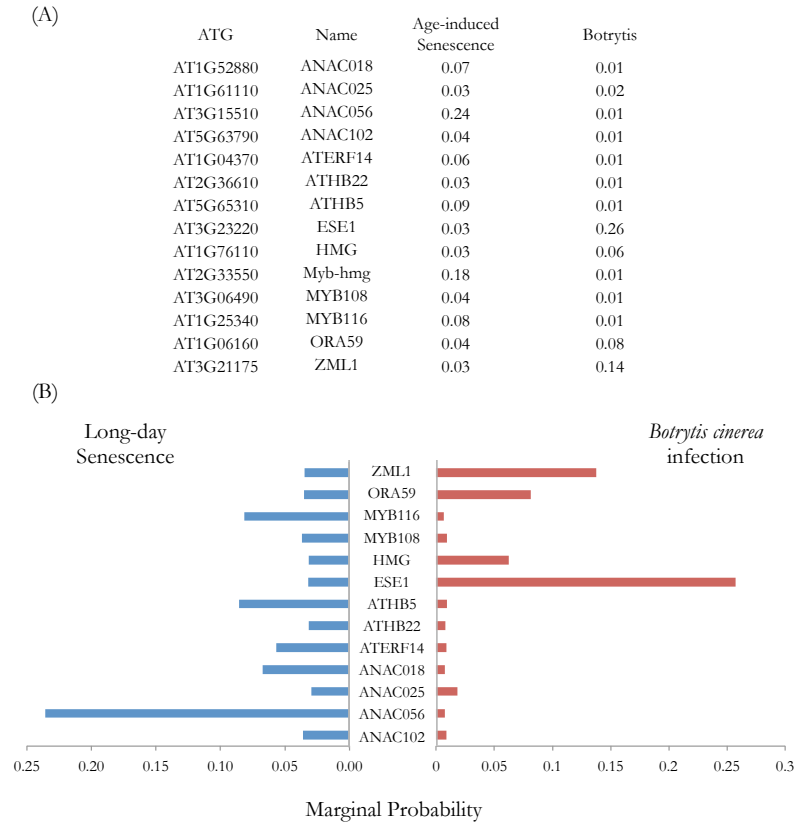 (A)
ATG Name Age-induced Senescence Botrytis
AT1G52880 ANAC018 0.07 0.01
AT1G61110 ANAC025 0.03 0.02
AT3G15510 ANAC056 0.24 0.01
AT5G63790 ANAC102 0.04 0.01
AT1G04370 ATERF14 0.06 0.01
AT2G36610 ATHB22 0.03 0.01
AT5G65310 ATHB5 0.09 0.01
AT3G23220 ESE1 0.03 0.26
AT1G76110 HMG 0.03 0.06
AT2G33550 Myb-hmg 0.18 0.01
AT3G06490 MYB108 0.04 0.01
AT1G25340 MYB116 0.08 0.01
AT1G06160 ORA59 0.04 0.08
AT3G21175 ZML1 0.03 0.14
(B)
Long-day
Senescence
Botrytis cinerea
infection
ZML1
ORA59
MYB116
MYB108
HMG
ESE1
ATHB5
ATHB22
ATERF14
ANAC018
ANAC025
ANAC056
ANAC102
0.25 0.20 0.15 0.10 0.05 0.00 0 0.05 0.1 0.15 0.2 0.25 0.3
Marginal Probability